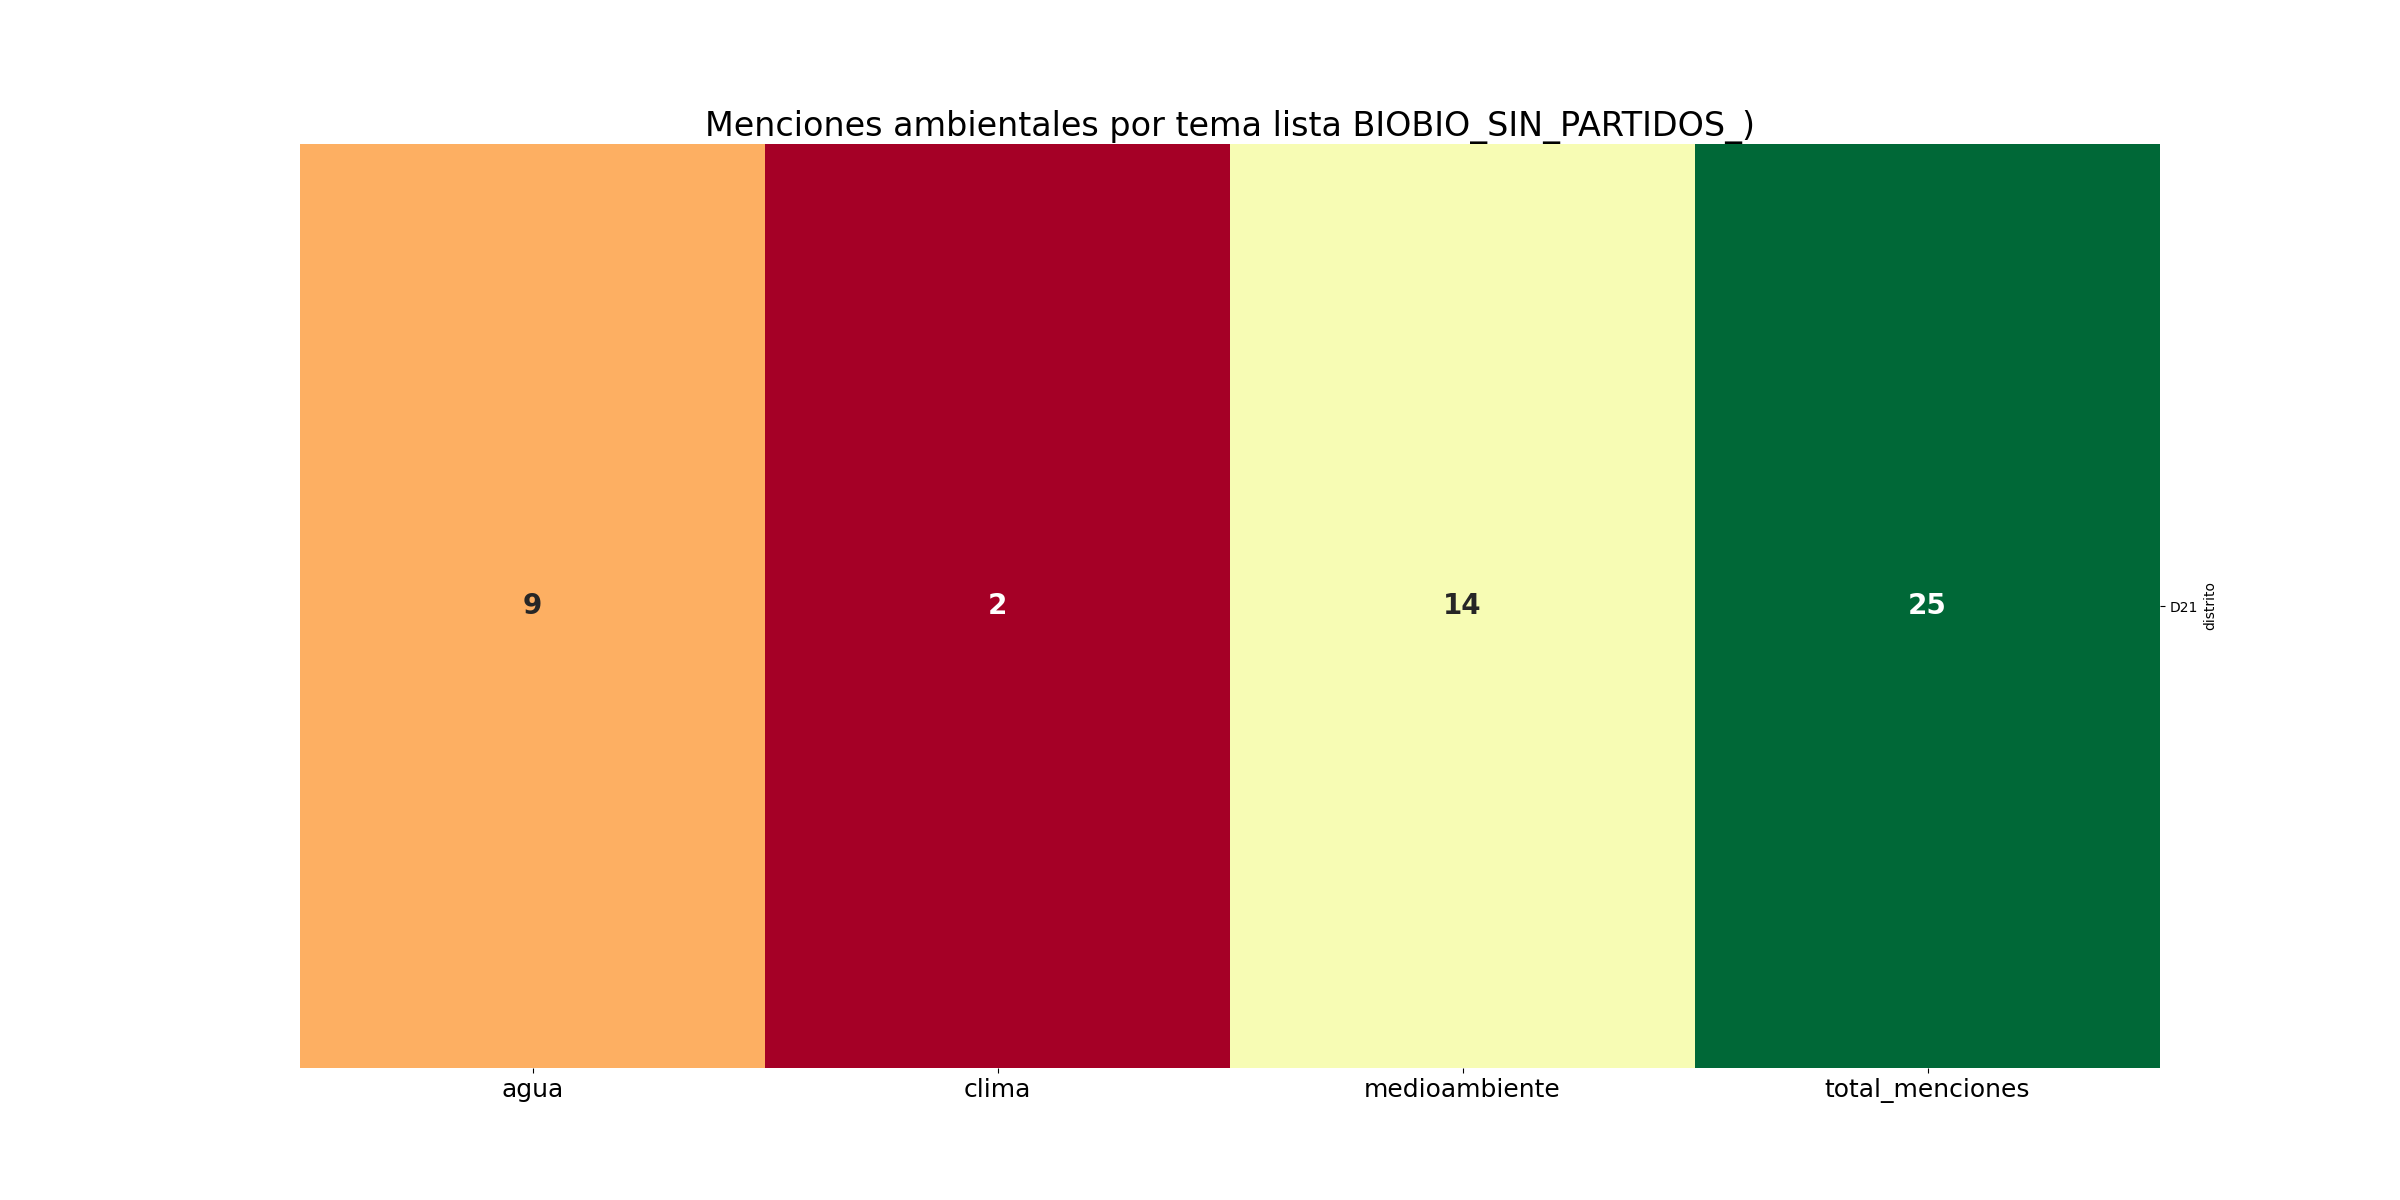 Menciones ambientales por tema lista BIOBIO_SIN_PARTIDOS_)
9 2 14 25
D21
distrito
agua clima medioambiente total_menciones